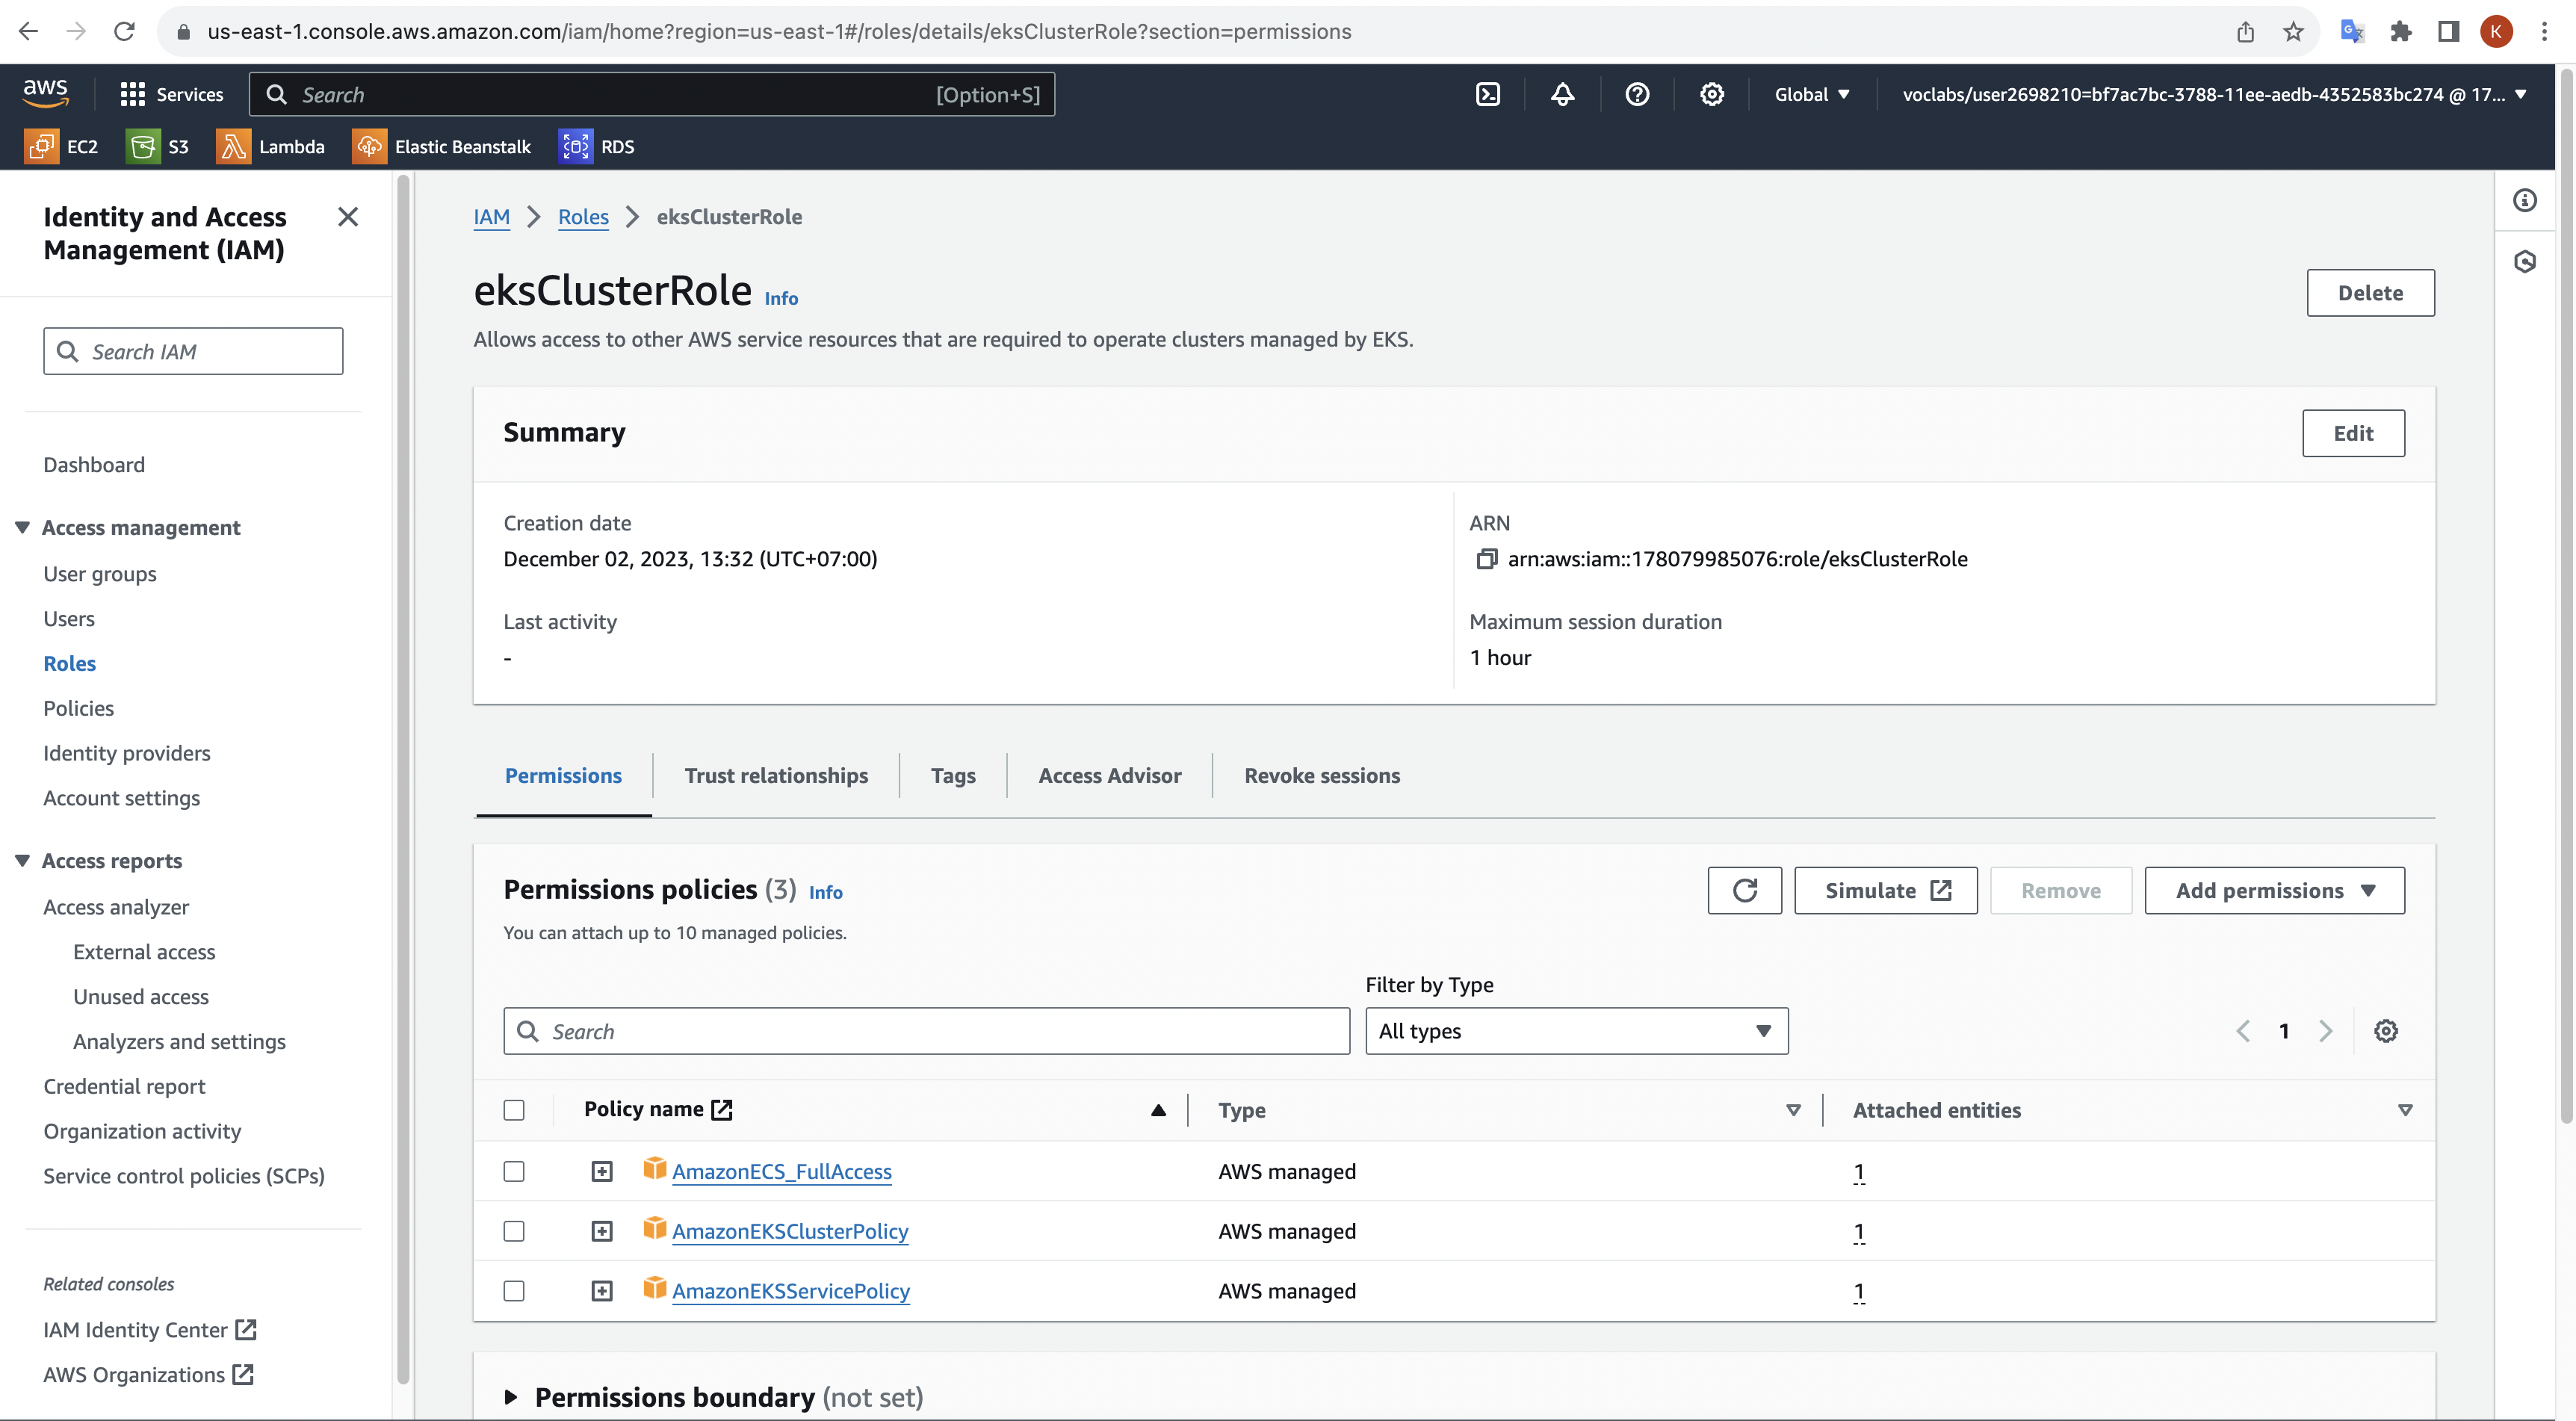 us-east-1.console.aws.amazon.com/iam/home?region=us-east-1#/roles/details/eksClusterRole?section=permissions
K
aws
Services
Search
[Option+S]
Global
voclabs/user2698210=bf7ac7bc-3788-11ee-aedb-4352583bc274 @ 17...
EC2
S3
Lambda
Elastic Beanstalk
RDS
Identity and Access
Management (IAM)
Search IAM
Dashboard
Access management
User groups
Users
Roles
Policies
Identity providers
Account settings
Access reports
Access analyzer
External access
Unused access
Analyzers and settings
Credential report
Organization activity
Service control policies (SCPs)
Related consoles
IAM Identity Center
AWS Organizations
IAM > Roles > eksClusterRole
eksClusterRole Info
Delete
Allows access to other AWS service resources that are required to operate clusters managed by EKS.
Summary
Edit
Creation date
December 02, 2023, 13:32 (UTC+07:00)
ARN
arn:aws:iam::178079985076:role/eksClusterRole
Last activity
-
Maximum session duration
1 hour
Permissions
Trust relationships
Tags
Access Advisor
Revoke sessions
Permissions policies (3) Info
Simulate
Remove
Add permissions
You can attach up to 10 managed policies.
Filter by Type
Search
All types
1
Policy name
Type
Attached entities
AmazonECS_FullAccess
AWS managed
1
AmazonEKSClusterPolicy
AWS managed
1
AmazonEKSServicePolicy
AWS managed
1
Permissions boundary (not set)